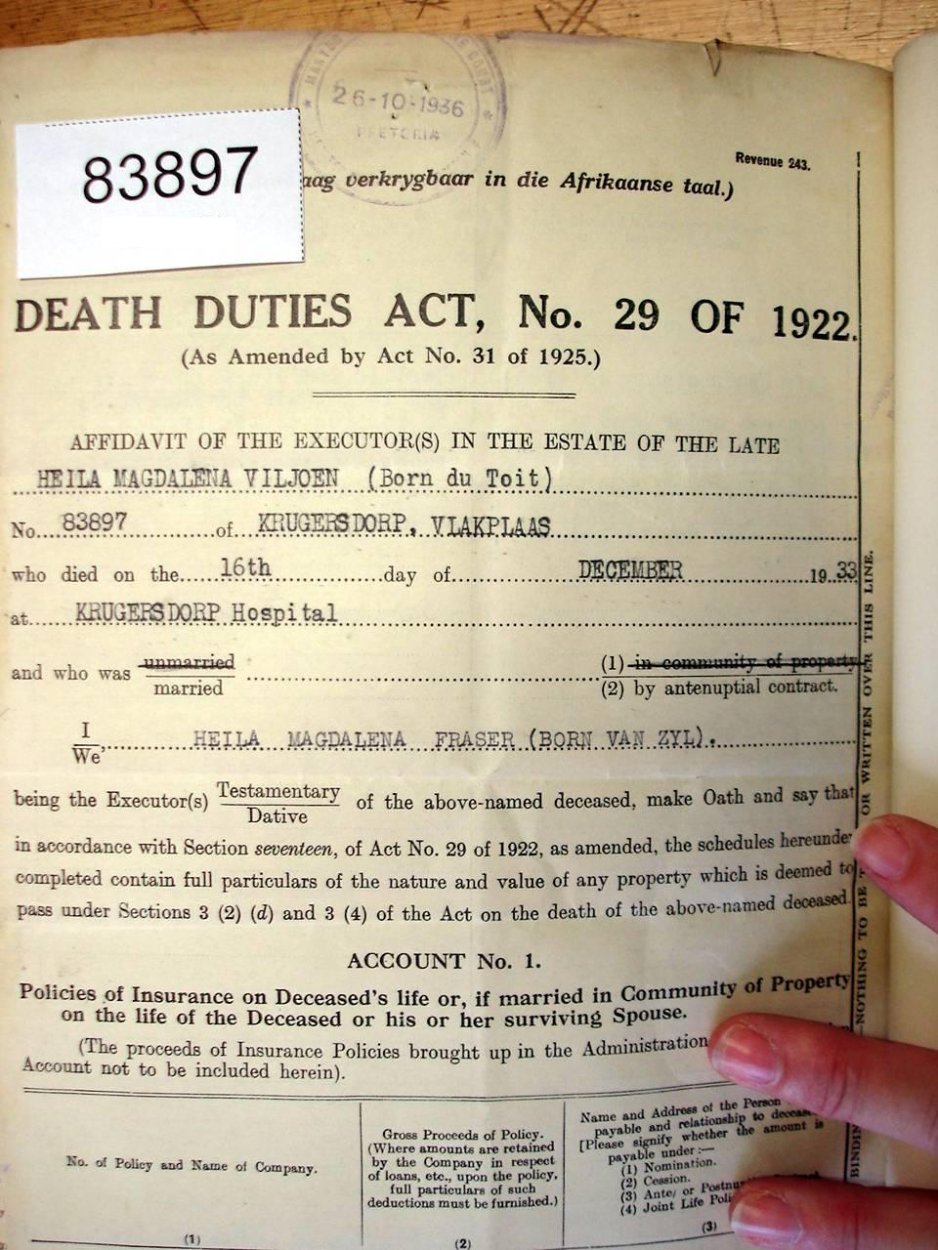 26-10-1936
PRETORIA
83897
Revenue 243.
verkrygbaar in die Afrikaanse taal.)
DEATH DUTIES ACT, No. 29 OF 1922.
(As Amended by Act No. 31 of 1925.)
AFFIDAVIT OF THE EXECUTOR(S) IN THE ESTATE OF THE LATE
HEILA MAGDALENA VILJOEN (Born du Toit)
No. 83897 of KRUGERSDORP, VLAKPLAAS
who died on the 16th day of DECEMBER 19 33
at KRUGERSDORP Hospital
and who was unmarried (1) in community of property
married (2) by antenuptial contract.
I
We, HEILA MAGDALENA FRASER (BORN VAN ZYL).
being the Executor(s) Testamentary of the above-named deceased, make Oath and say that
Dative
in accordance with Section seventeen, of Act No. 29 of 1922, as amended, the schedules hereunder
completed contain full particulars of the nature and value of any property which is deemed to
pass under Sections 3 (2) (d) and 3 (4) of the Act on the death of the above-named deceased.
ACCOUNT No. 1.
Policies of Insurance on Deceased's life or, if married in Community of Property
on the life of the Deceased or his or her surviving Spouse.
(The proceeds of Insurance Policies brought up in the Administration
Account not to be included herein).
No. of Policy and Name of Company.
(1)
Gross Proceeds of Policy.
(Where amounts are retained
by the Company in respect
of loans, etc., upon the policy,
full particulars of such
deductions must be furnished.)
(2)
Name and Address of the Person
payable and relationship to
[Please signify whether the amount is
payable under :—
(1) Nomination.
(2) Cession.
(3) Ante/ or
(4) Joint Life
(3)
NOTHING TO BE OR WRITTEN OVER THIS LINE.